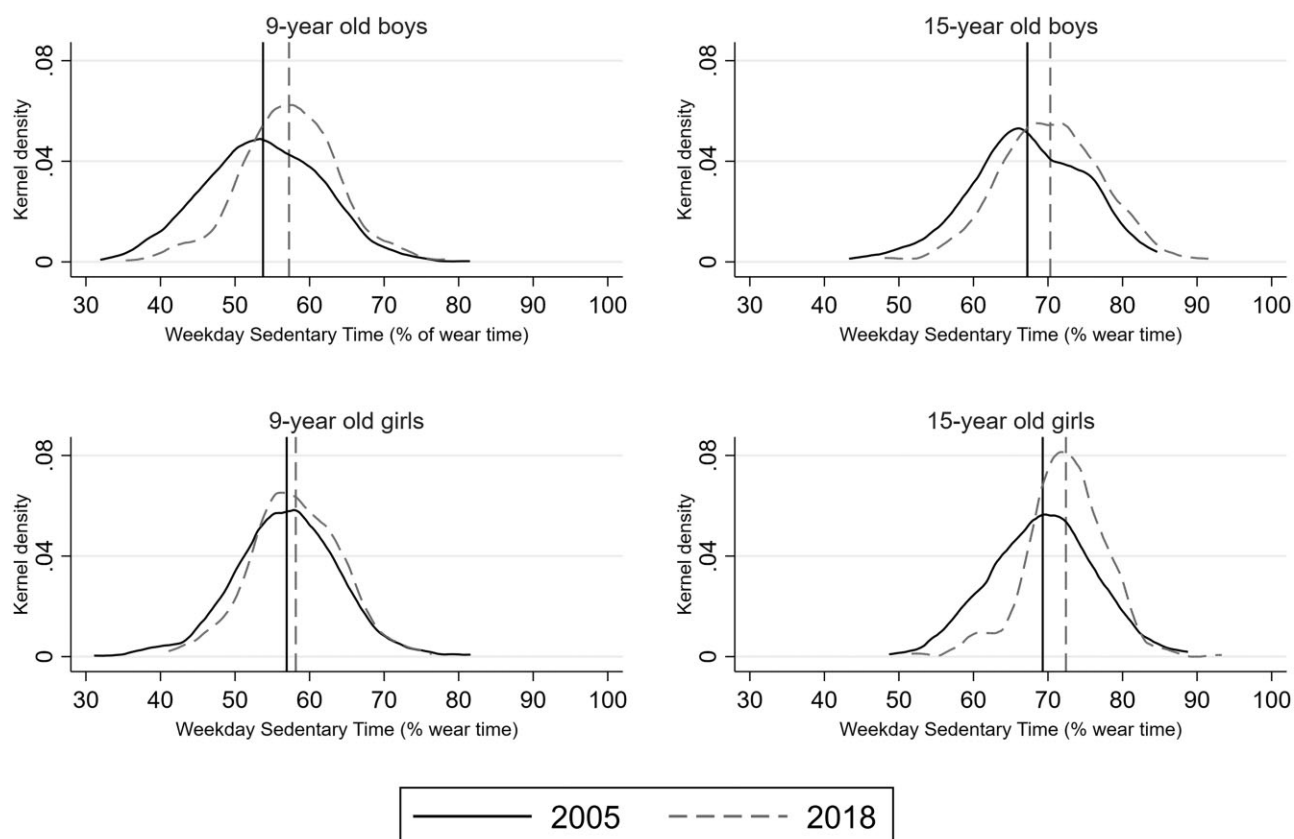 9-year old boys
Kernel density
0 .04 .08
30 40 50 60 70 80 90 100
Weekday Sedentary Time (% of wear time)
15-year old boys
Kernel density
0 .04 .08
30 40 50 60 70 80 90 100
Weekday Sedentary Time (% wear time)
9-year old girls
Kernel density
0 .04 .08
30 40 50 60 70 80 90 100
Weekday Sedentary Time (% wear time)
15-year old girls
Kernel density
0 .04 .08
30 40 50 60 70 80 90 100
Weekday Sedentary Time (% wear time)
2005 2018